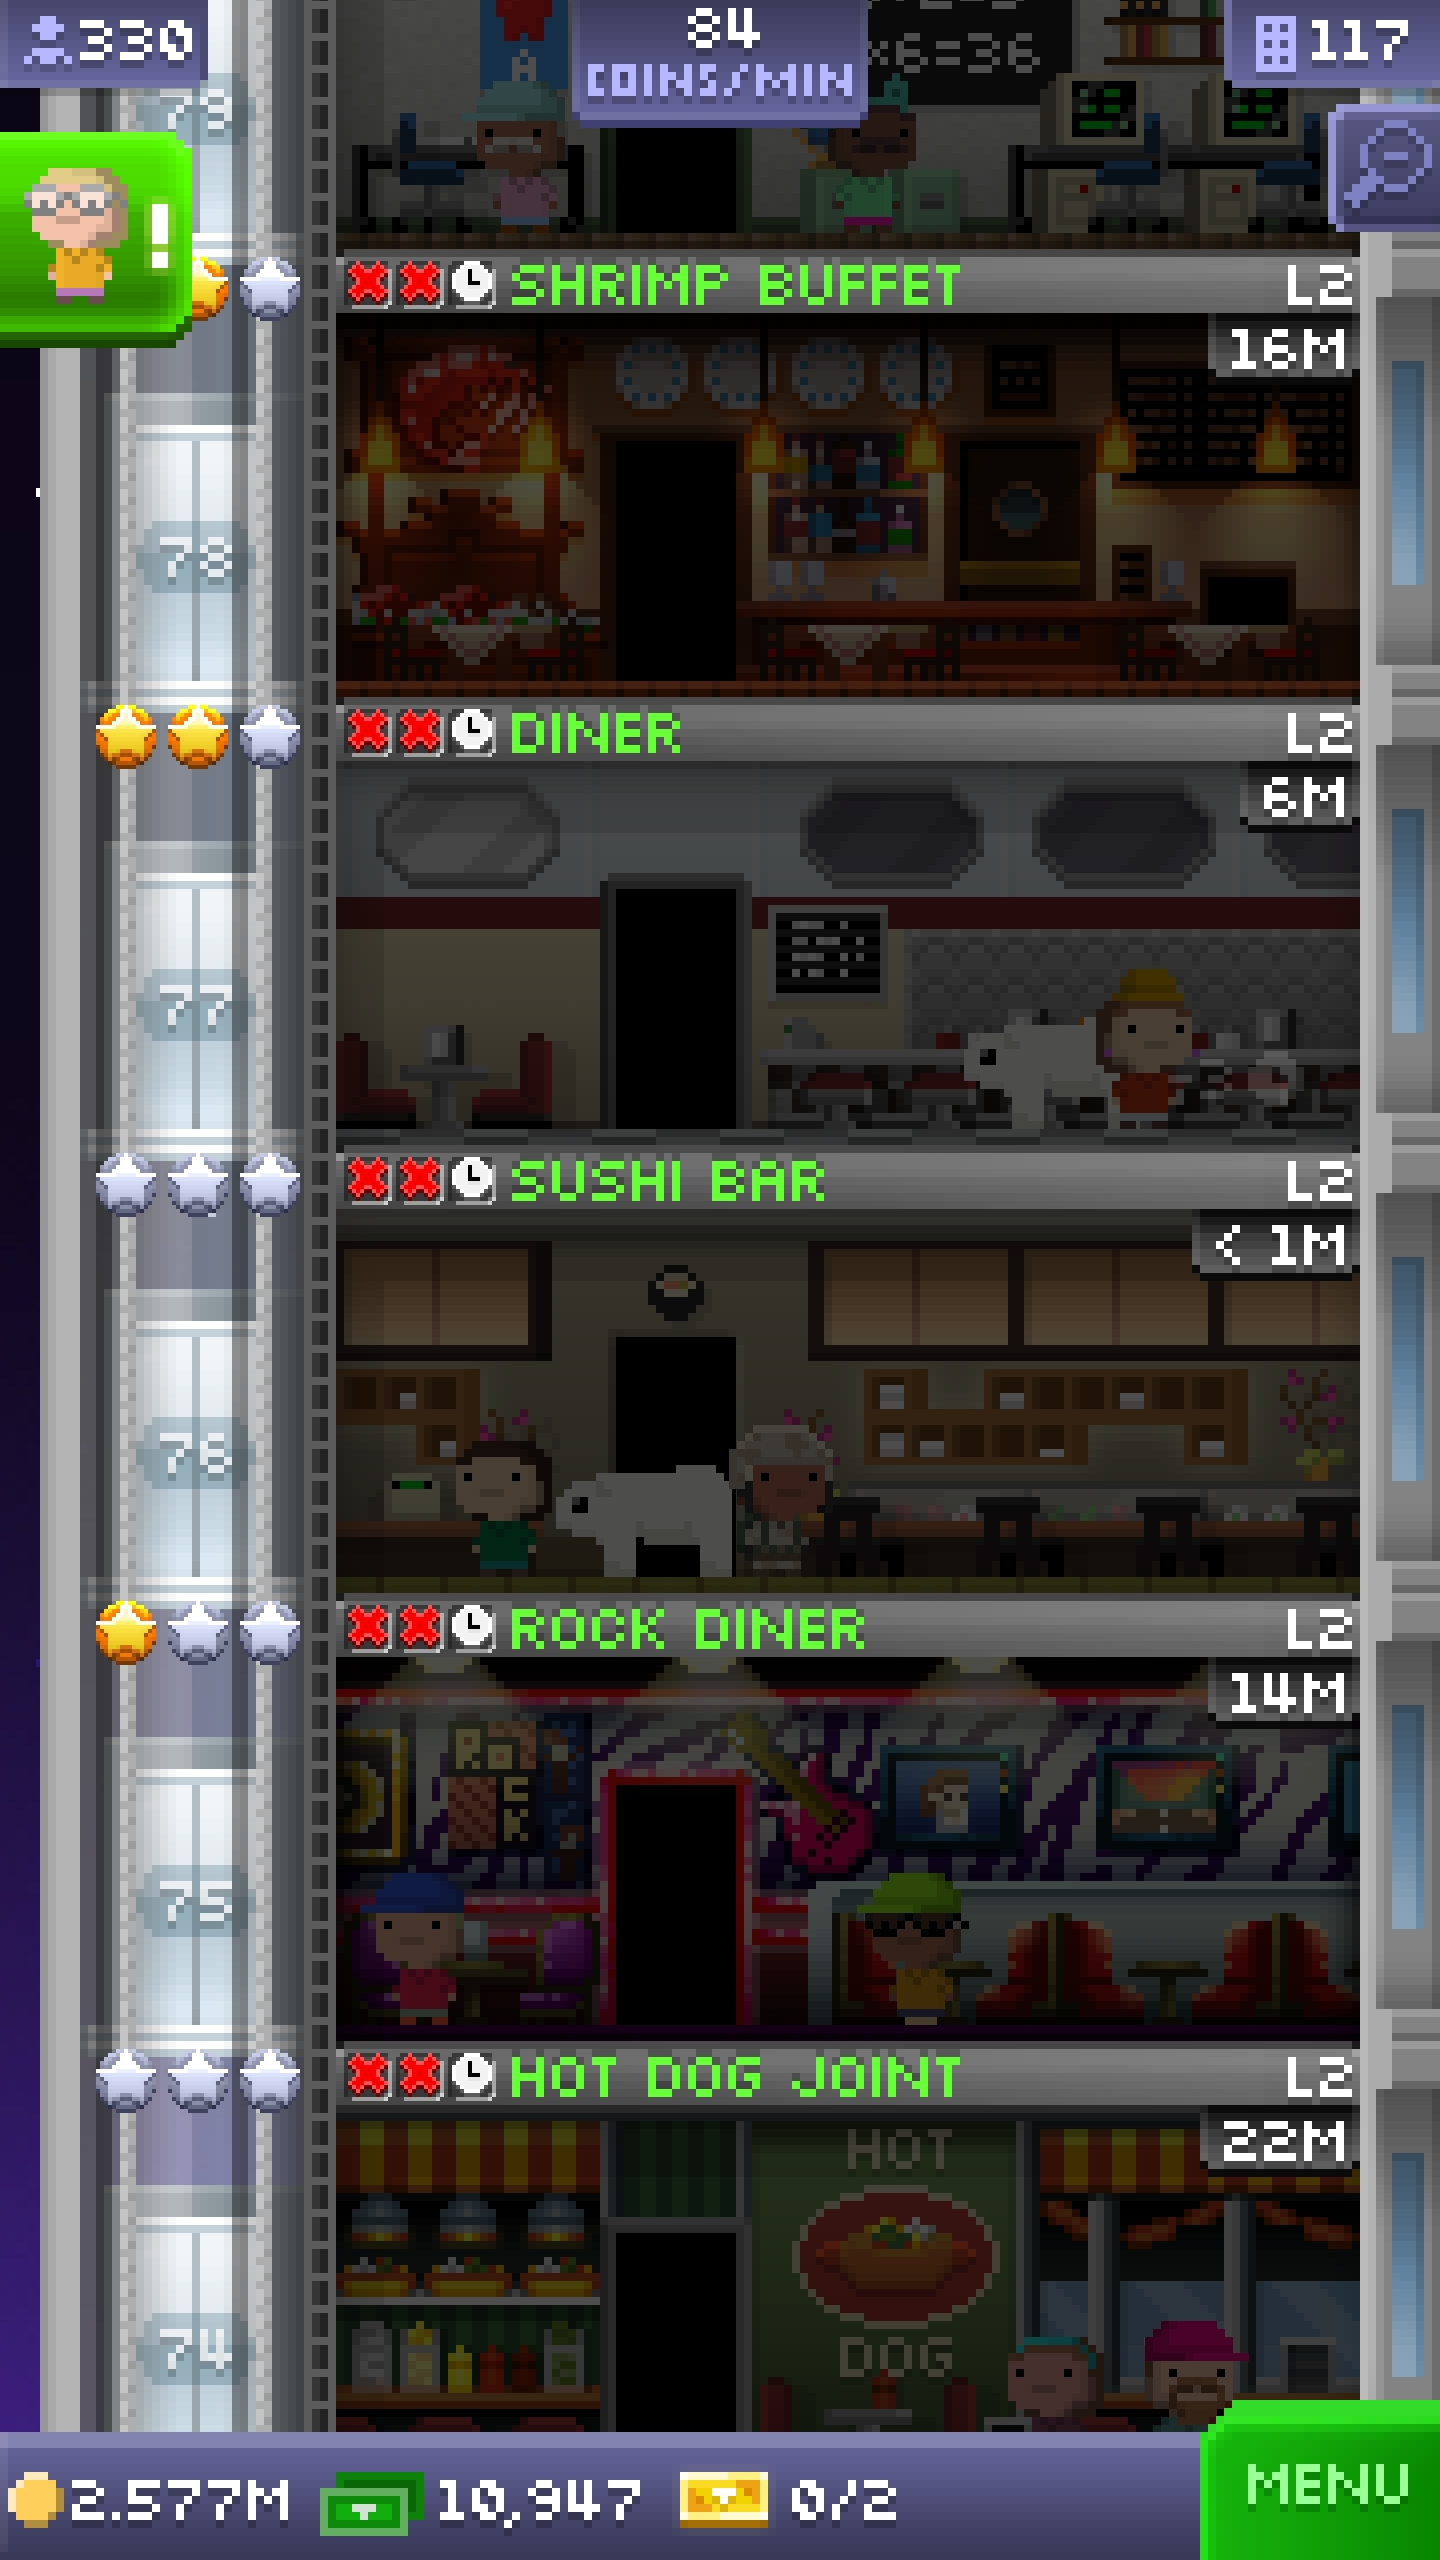 330
84
COINS/MIN
117
×6=36
A
79
!
SHRIMP BUFFET L2
16M
78
DINER L2
6M
77
SUSHI BAR L2
< 1M
76
ROCK DINER L2
14M
ROCK
75
HOT DOG JOINT L2
22M
HOT
DOG
74
2.577M 10,947 0/2
MENU